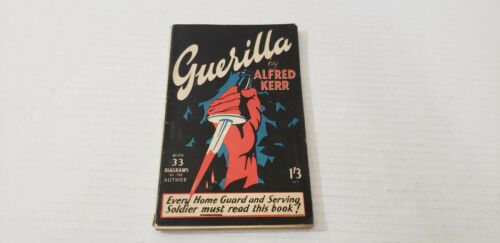 Guerilla
by
ALFRED
KERR
WITH
33
DIAGRAMS
BY THE
AUTHOR
1'3
Every Home Guard and Serving
Soldier must read this book!